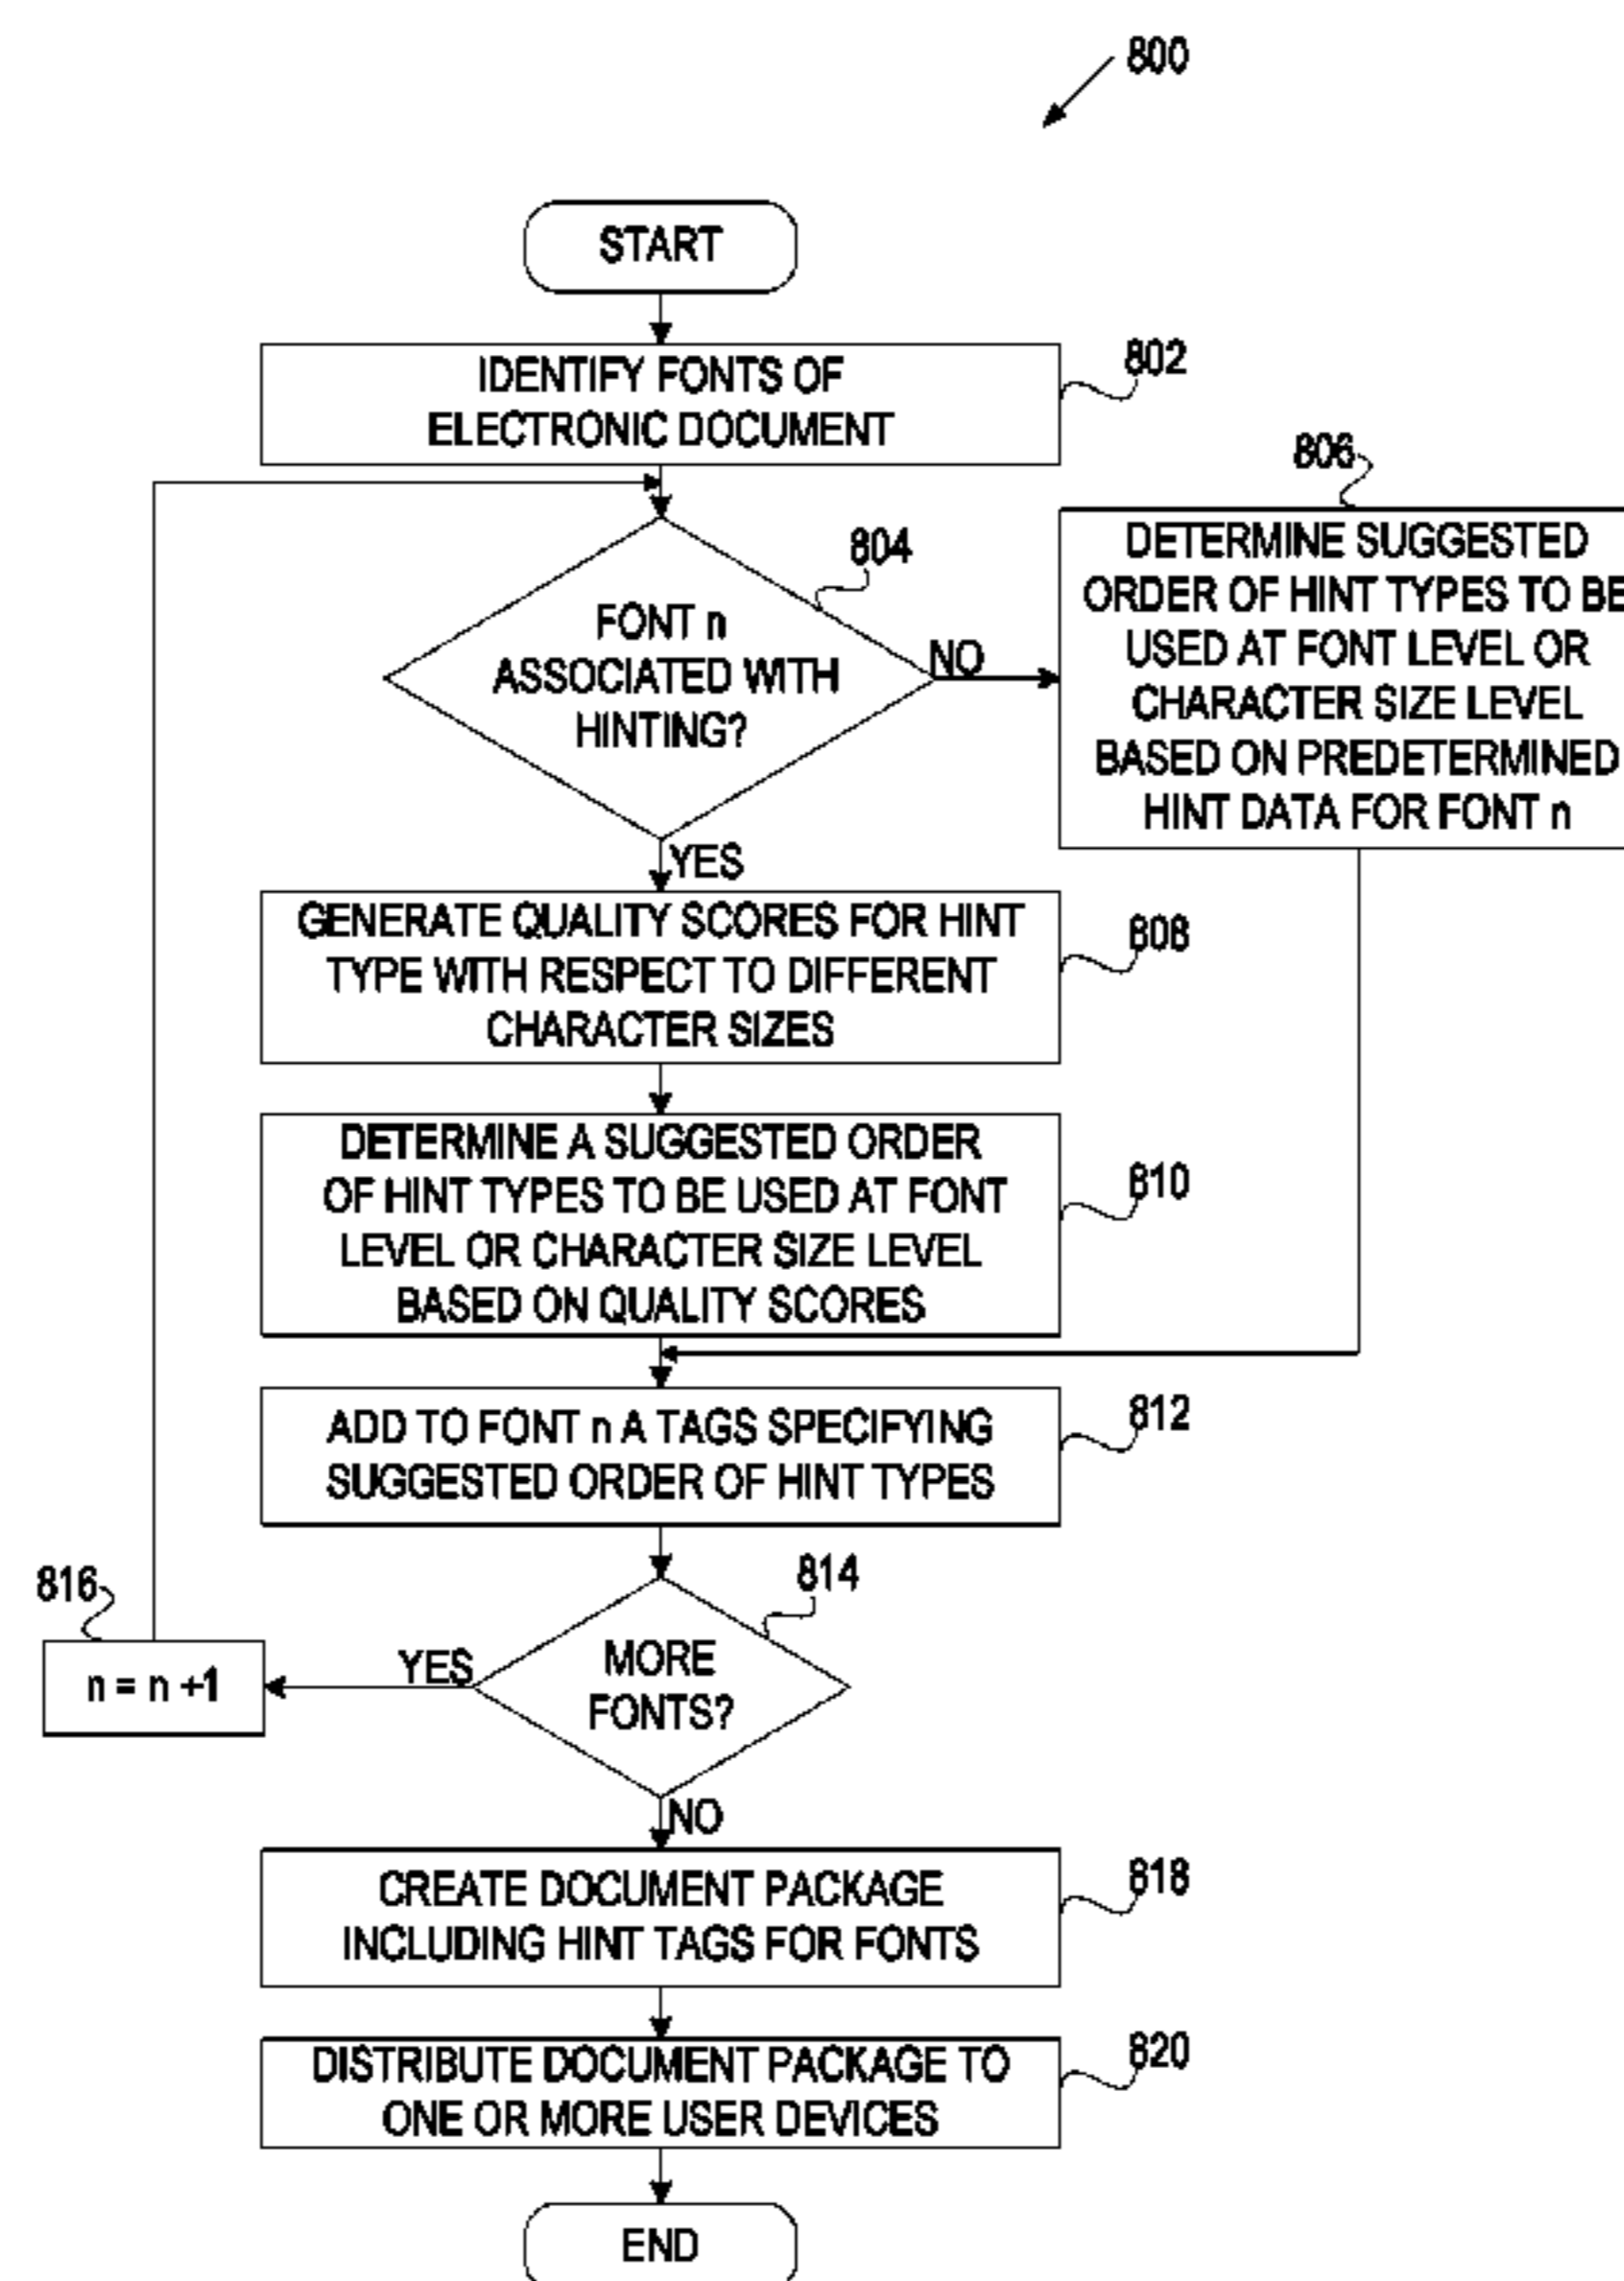 800
START
IDENTIFY FONTS OF
ELECTRONIC DOCUMENT
802
804
FONT n
ASSOCIATED WITH
HINTING?
NO
806
DETERMINE SUGGESTED
ORDER OF HINT TYPES TO BE
USED AT FONT LEVEL OR
CHARACTER SIZE LEVEL
BASED ON PREDETERMINED
HINT DATA FOR FONT n
YES
GENERATE QUALITY SCORES FOR HINT
TYPE WITH RESPECT TO DIFFERENT
CHARACTER SIZES
808
DETERMINE A SUGGESTED ORDER
OF HINT TYPES TO BE USED AT FONT
LEVEL OR CHARACTER SIZE LEVEL
BASED ON QUALITY SCORES
810
ADD TO FONT n A TAGS SPECIFYING
SUGGESTED ORDER OF HINT TYPES
812
814
MORE
FONTS?
YES
816
n = n +1
NO
CREATE DOCUMENT PACKAGE
INCLUDING HINT TAGS FOR FONTS
818
DISTRIBUTE DOCUMENT PACKAGE TO
ONE OR MORE USER DEVICES
820
END